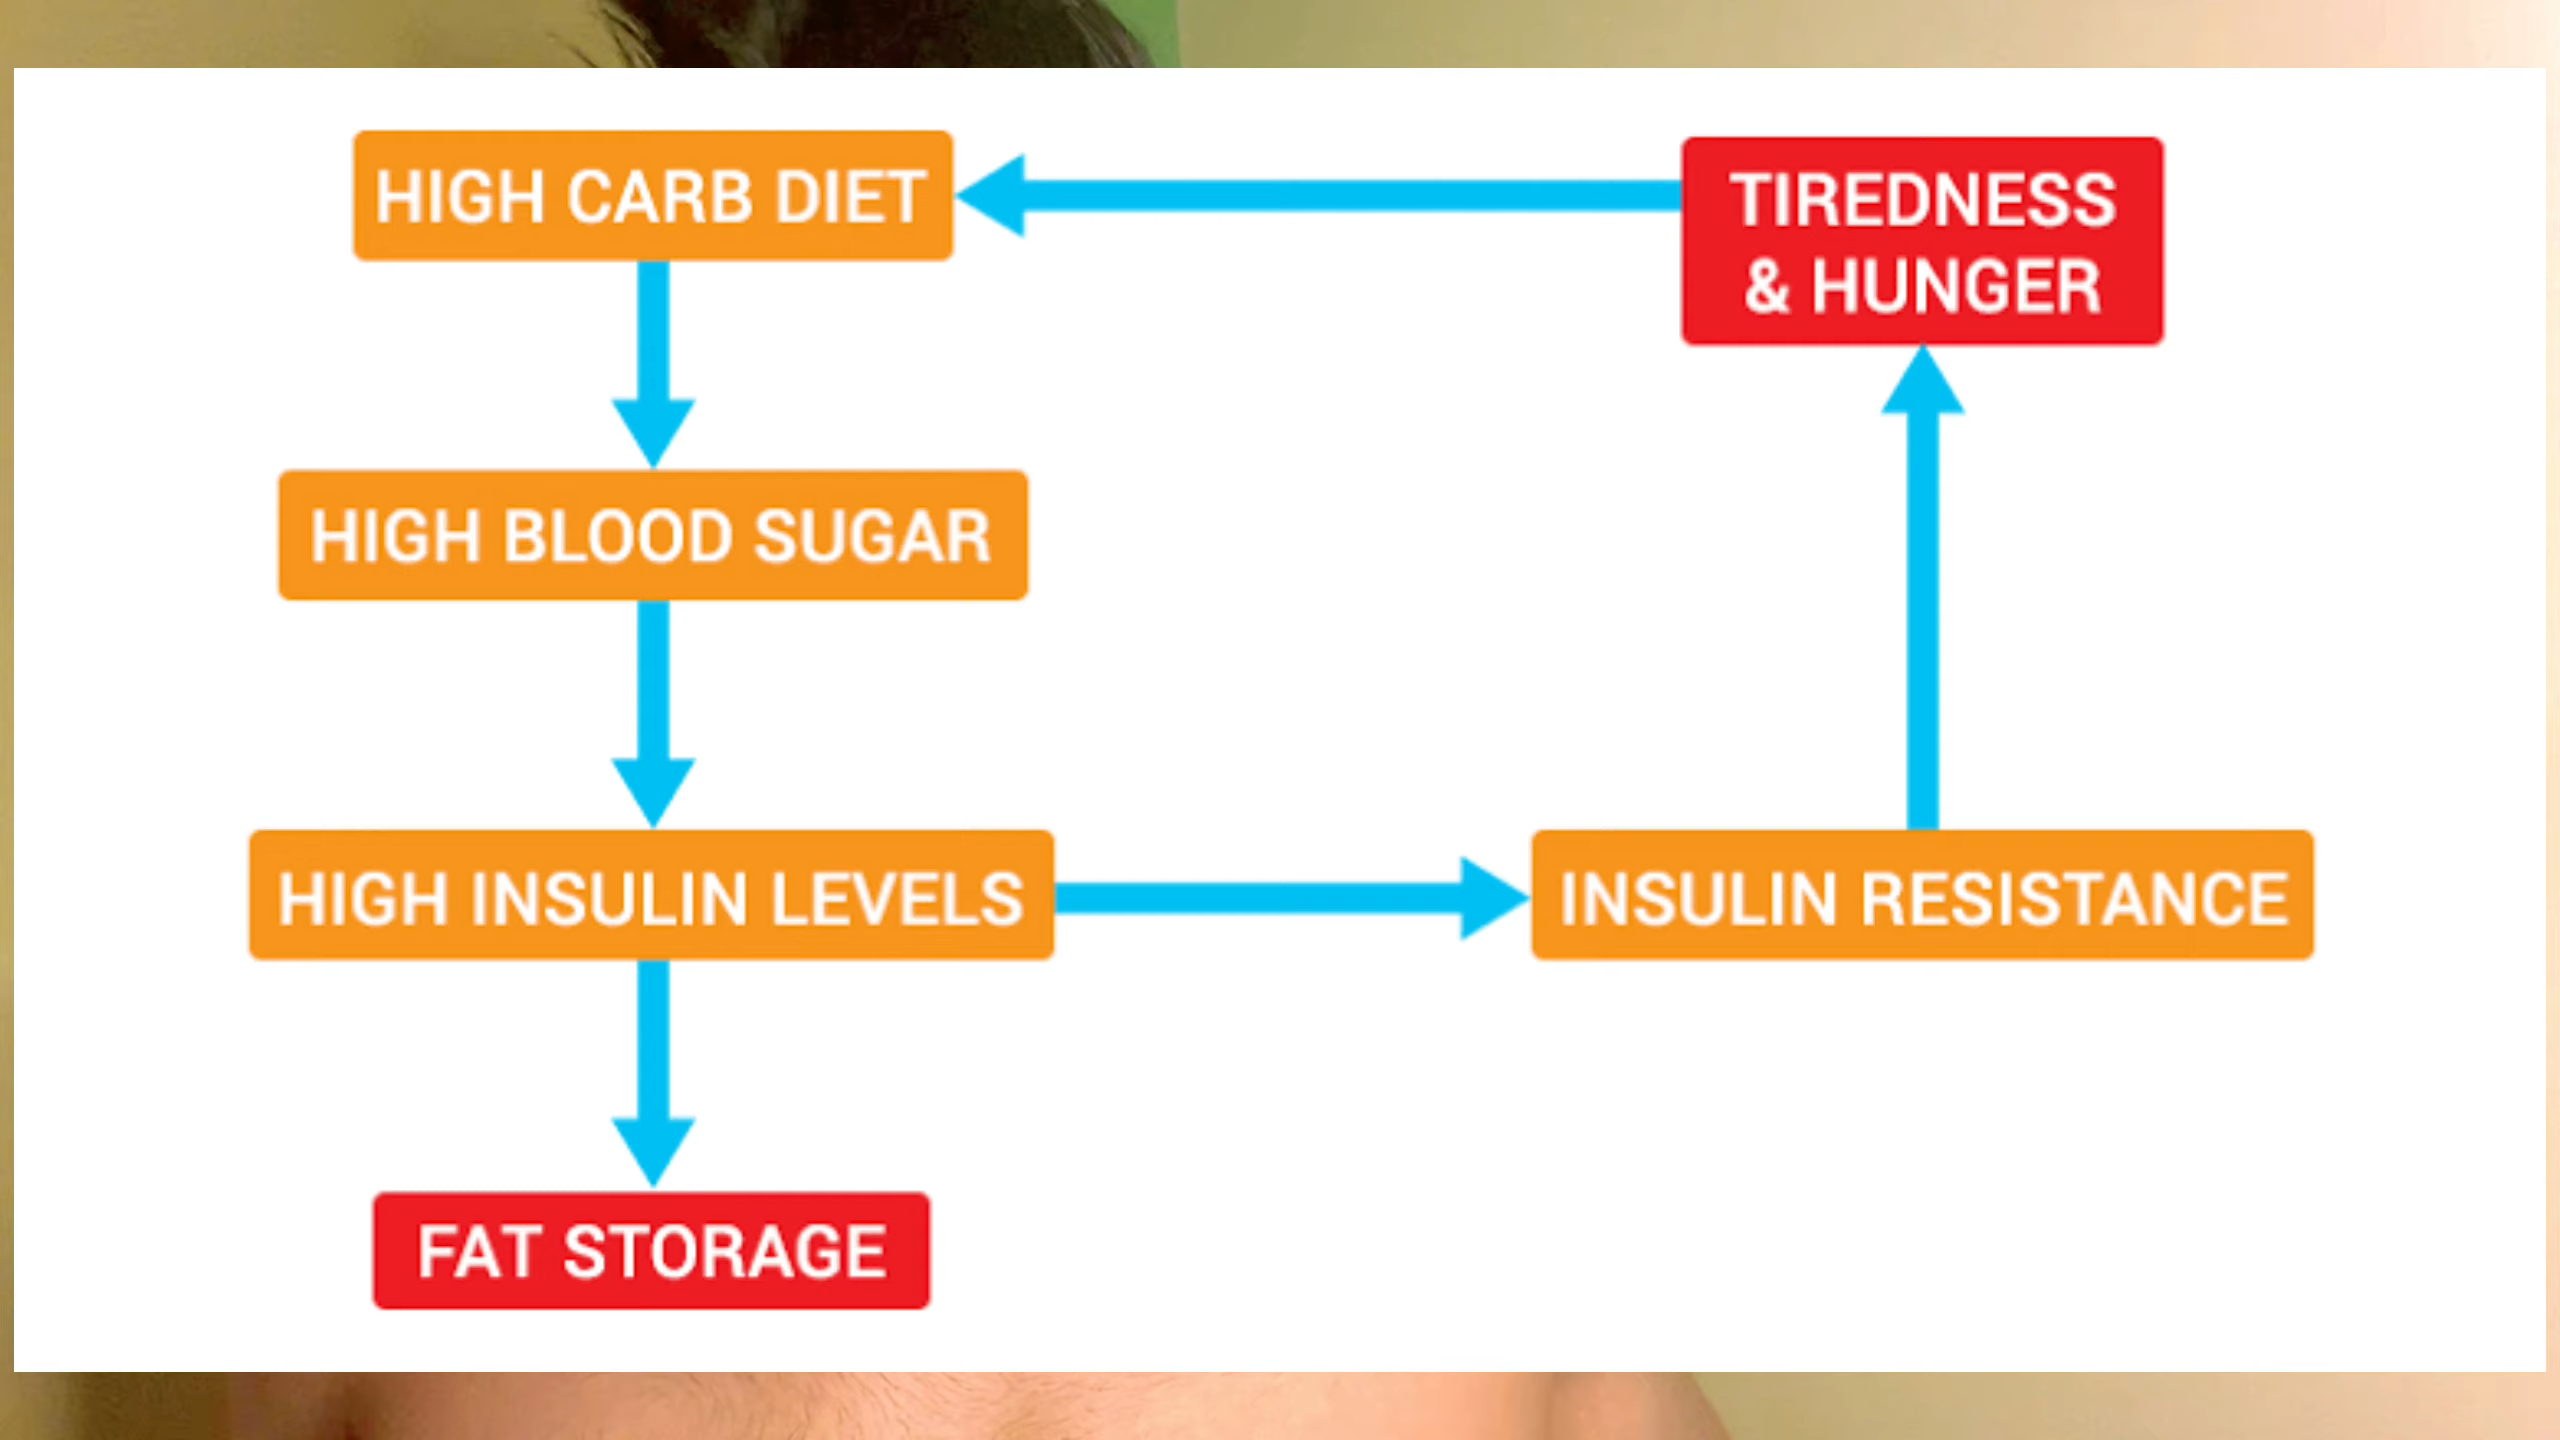 HIGH CARB DIET
TIREDNESS
& HUNGER
HIGH BLOOD SUGAR
HIGH INSULIN LEVELS
INSULIN RESISTANCE
FAT STORAGE